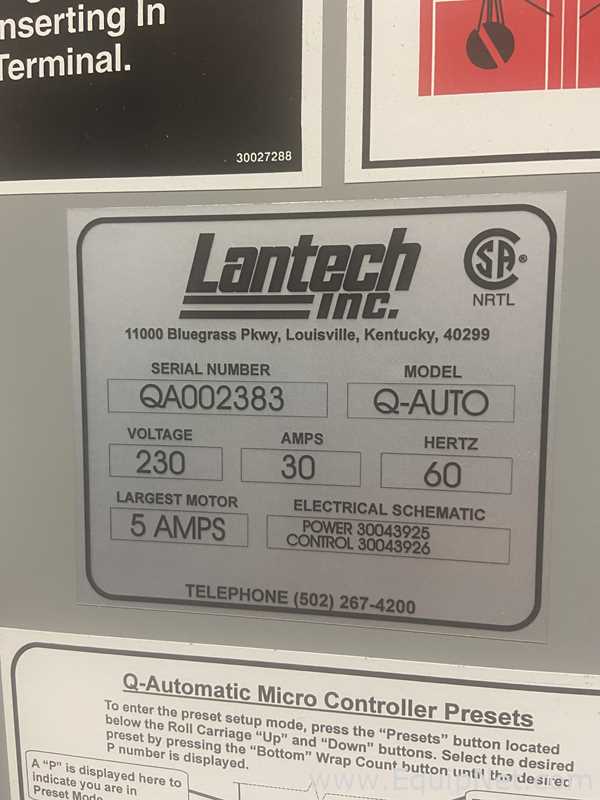 nserting In
Terminal.
30027288
Lantech
INC.
SA
®
NRTL
11000 Bluegrass Pkwy, Louisville, Kentucky, 40299
SERIAL NUMBER
MODEL
QA002383
Q-AUTO
VOLTAGE
AMPS
HERTZ
230
30
60
LARGEST MOTOR
ELECTRICAL SCHEMATIC
5 AMPS
POWER 30043925
CONTROL 30043926
TELEPHONE (502) 267-4200
Q-Automatic Micro Controller Presets
To enter the preset setup mode, press the "Presets" button located
below the Roll Carriage "Up" and "Down" buttons. Select the desired
preset by pressing the "Bottom" Wrap Count button until the desired
P number is displayed.
A "P" is displayed here to
indicate you are in
Preset Mode
www.EquipNet.com